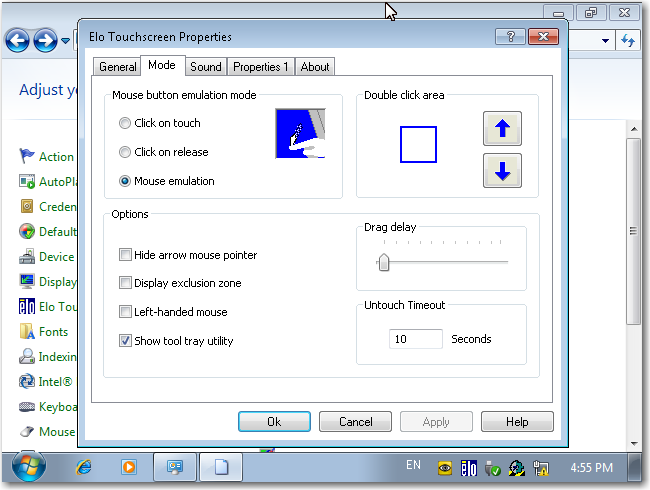 Elo Touchscreen Properties
General Mode Sound Properties 1 About
Mouse button emulation mode
Click on touch
Click on release
Mouse emulation
Double click area
Options
Hide arrow mouse pointer
Display exclusion zone
Left-handed mouse
Show tool tray utility
Drag delay
Untouch Timeout
10 Seconds
Ok Cancel Apply Help
Adjust yo
Action
AutoPla
Creden
Default
Device
Display
elo Elo Tou
Fonts
Indexin
Intel®
Keyboa
Mouse
EN elo 4:55 PM